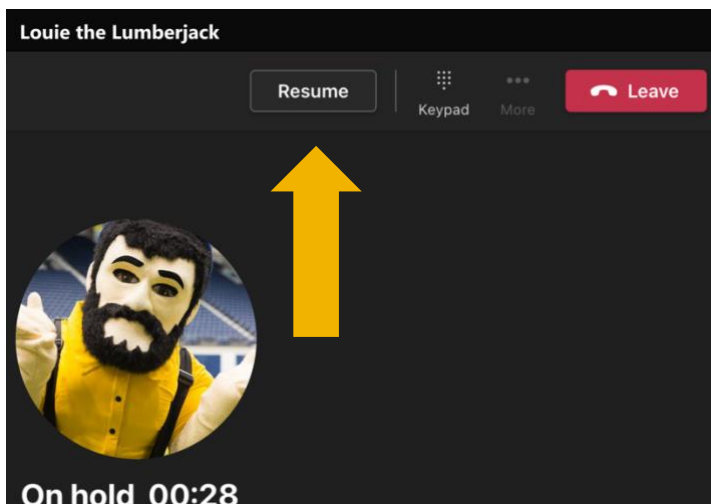 Louie the Lumberjack
Resume
Keypad
More
Leave
On hold 00:28